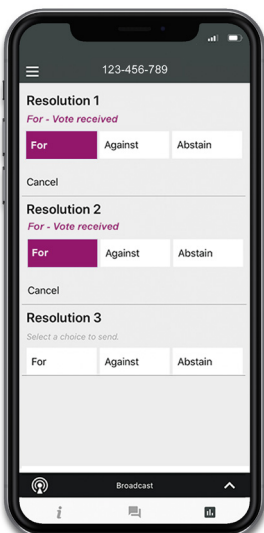 123-456-789
Resolution 1
For - Vote received
For Against Abstain
Cancel
Resolution 2
For - Vote received
For Against Abstain
Cancel
Resolution 3
Select a choice to send.
For Against Abstain
Broadcast
i